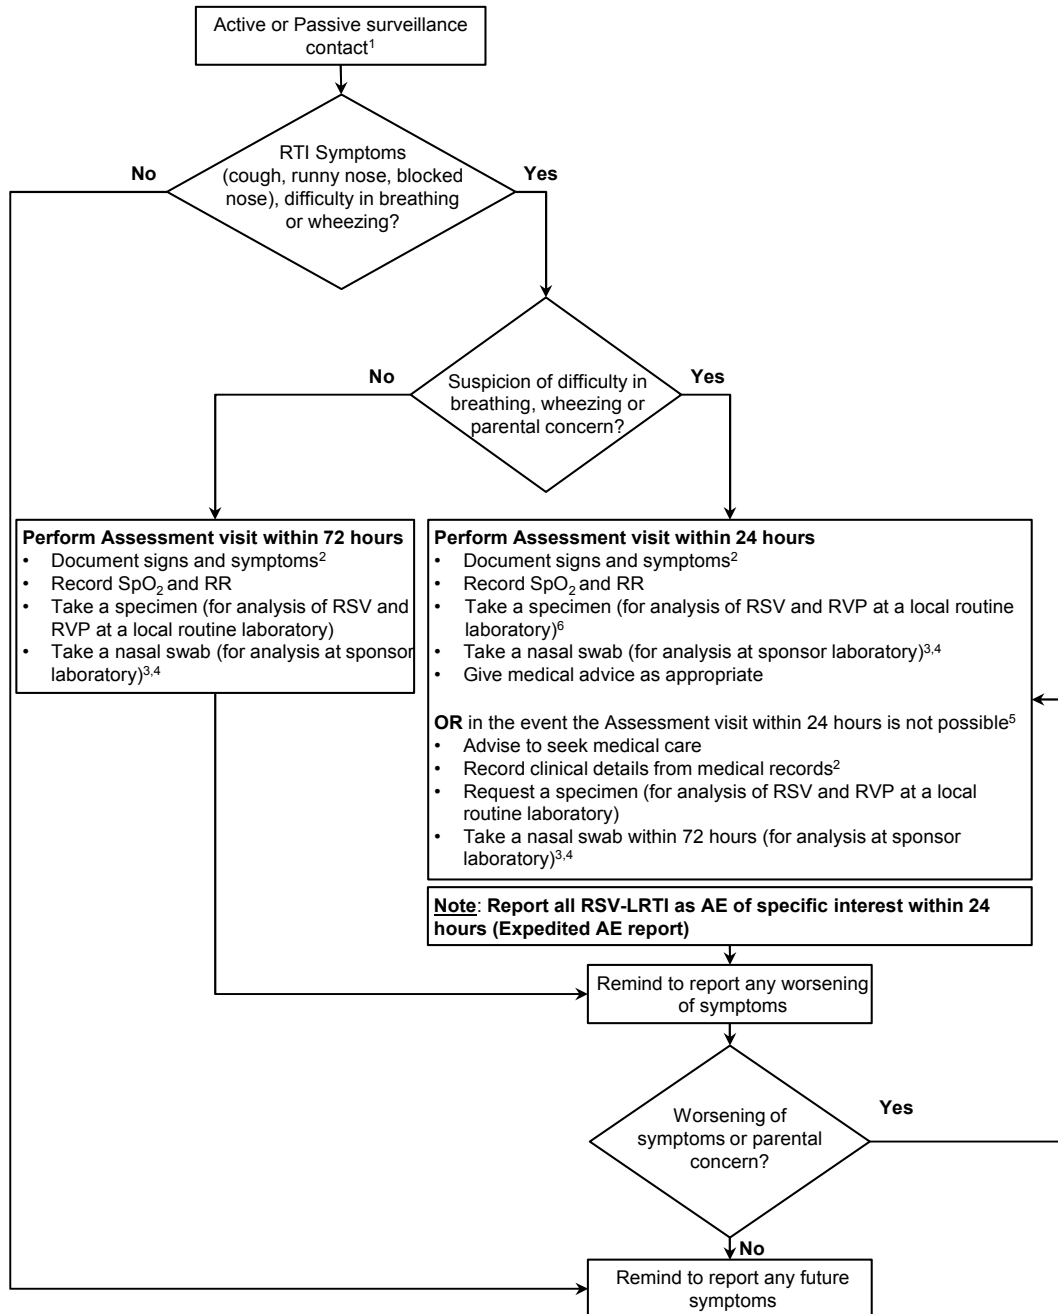 Active or Passive surveillance
contact¹
RTI Symptoms
(cough, runny nose, blocked
nose), difficulty in breathing
or wheezing?
No
Yes
Suspicion of difficulty in
breathing, wheezing or
parental concern?
No
Yes
Perform Assessment visit within 72 hours
• Document signs and symptoms²
• Record SpO₂ and RR
• Take a specimen (for analysis of RSV and
RVP at a local routine laboratory)
• Take a nasal swab (for analysis at sponsor
laboratory)³,⁴
Perform Assessment visit within 24 hours
• Document signs and symptoms²
• Record SpO₂ and RR
• Take a specimen (for analysis of RSV and RVP at a local routine
laboratory)⁶
• Take a nasal swab (for analysis at sponsor laboratory)³,⁴
• Give medical advice as appropriate
OR in the event the Assessment visit within 24 hours is not possible⁵
• Advise to seek medical care
• Record clinical details from medical records²
• Request a specimen (for analysis of RSV and RVP at a local
routine laboratory)
• Take a nasal swab within 72 hours (for analysis at sponsor
laboratory)³,⁴
Note: Report all RSV-LRTI as AE of specific interest within 24
hours (Expedited AE report)
Remind to report any worsening
of symptoms
Worsening of
symptoms or parental
concern?
Yes
No
Remind to report any future
symptoms